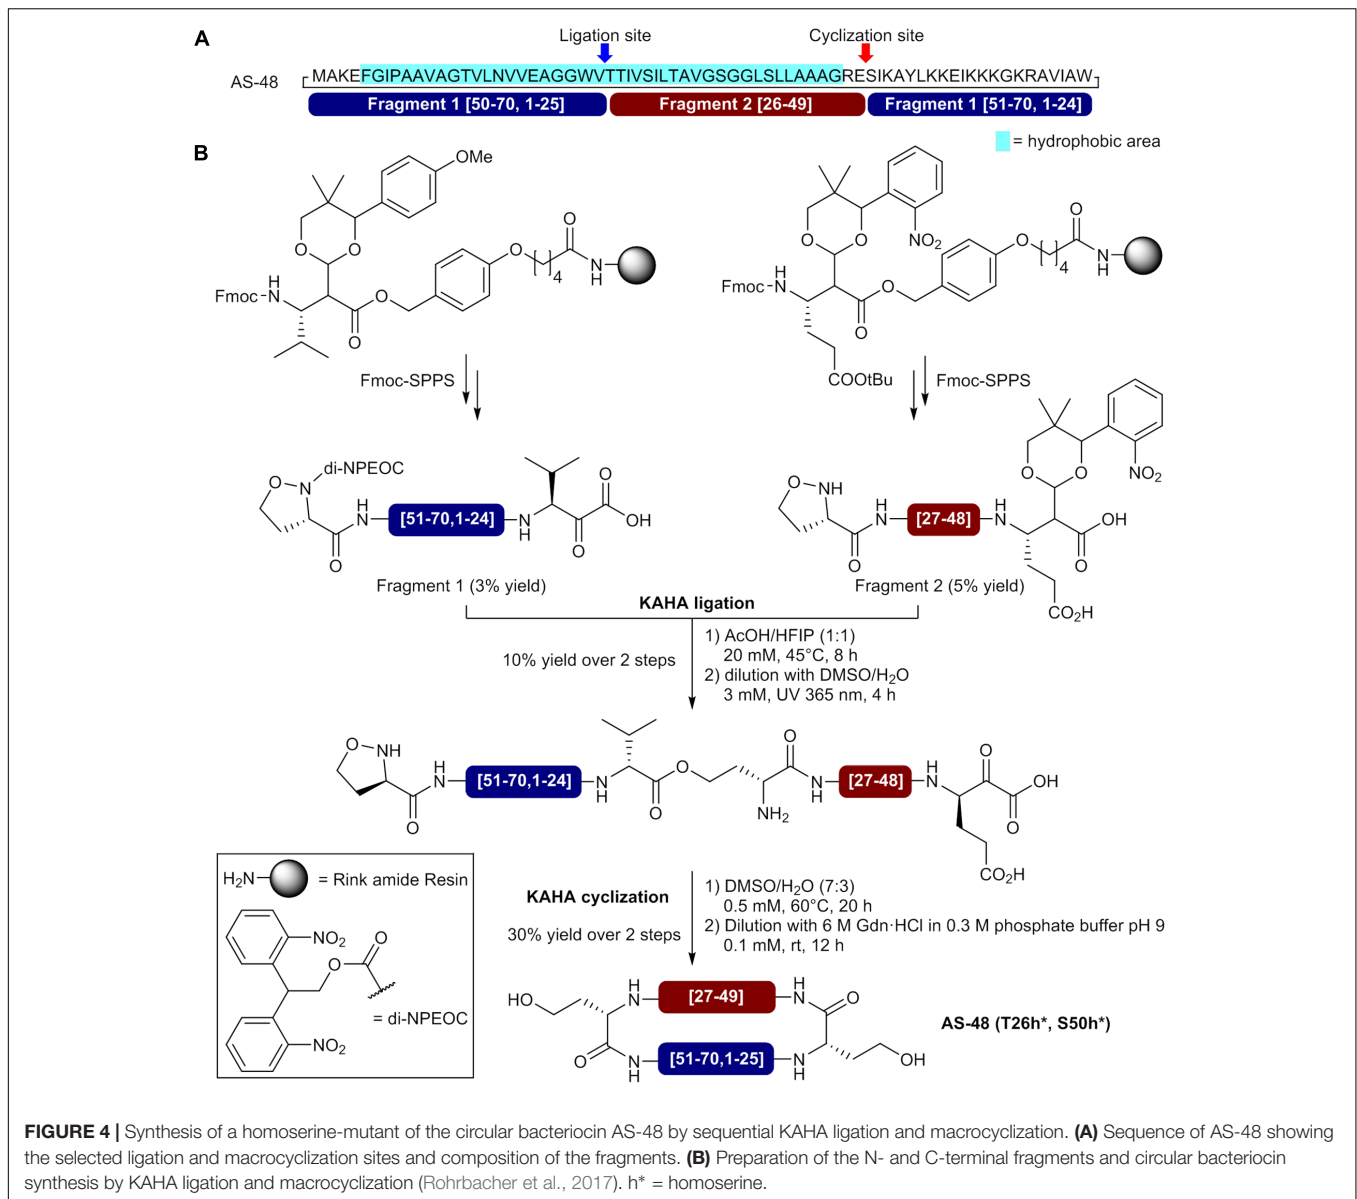 A
Ligation site
Cyclization site
AS-48
MAKEFGIPAAVAGTVLNVVEAGGWVTTIVSILTAVGSGGLSLLAAAGRESIKAYLKKEIKKKGKRAVIAW
Fragment 1 [50-70, 1-25]
Fragment 2 [26-49]
Fragment 1 [51-70, 1-24]
= hydrophobic area
B
OMe
O
O
O
O
N
H
4
H
N
Fmoc
O
O
NO2
O
O
O
O
N
H
4
H
N
Fmoc
O
O
COOtBu
Fmoc-SPPS
Fmoc-SPPS
di-NPEOC
O
N
H
N
O
[51-70,1-24]
N
H
O
O
OH
O
NH
H
N
O
[27-48]
H
N
O
O
NO2
OH
O
CO2H
Fragment 1 (3% yield)
Fragment 2 (5% yield)
KAHA ligation
10% yield over 2 steps
1) AcOH/HFIP (1:1)
20 mM, 45°C, 8 h
2) dilution with DMSO/H2O
3 mM, UV 365 nm, 4 h
O
NH
H
N
O
[51-70,1-24]
N
H
O
O
NH2
O
N
H
[27-48]
H
N
O
O
OH
CO2H
H2N
= Rink amide Resin
NO2
O
O
NO2
= di-NPEOC
KAHA cyclization
30% yield over 2 steps
1) DMSO/H2O (7:3)
0.5 mM, 60°C, 20 h
2) Dilution with 6 M Gdn·HCl in 0.3 M phosphate buffer pH 9
0.1 mM, rt, 12 h
HO
H
N
[27-49]
H
N
O
O
N
H
[51-70,1-25]
N
H
OH
AS-48 (T26h*, S50h*)
FIGURE 4 | Synthesis of a homoserine-mutant of the circular bacteriocin AS-48 by sequential KAHA ligation and macrocyclization. (A) Sequence of AS-48 showing
the selected ligation and macrocyclization sites and composition of the fragments. (B) Preparation of the N- and C-terminal fragments and circular bacteriocin
synthesis by KAHA ligation and macrocyclization (Rohrbacher et al., 2017). h* = homoserine.